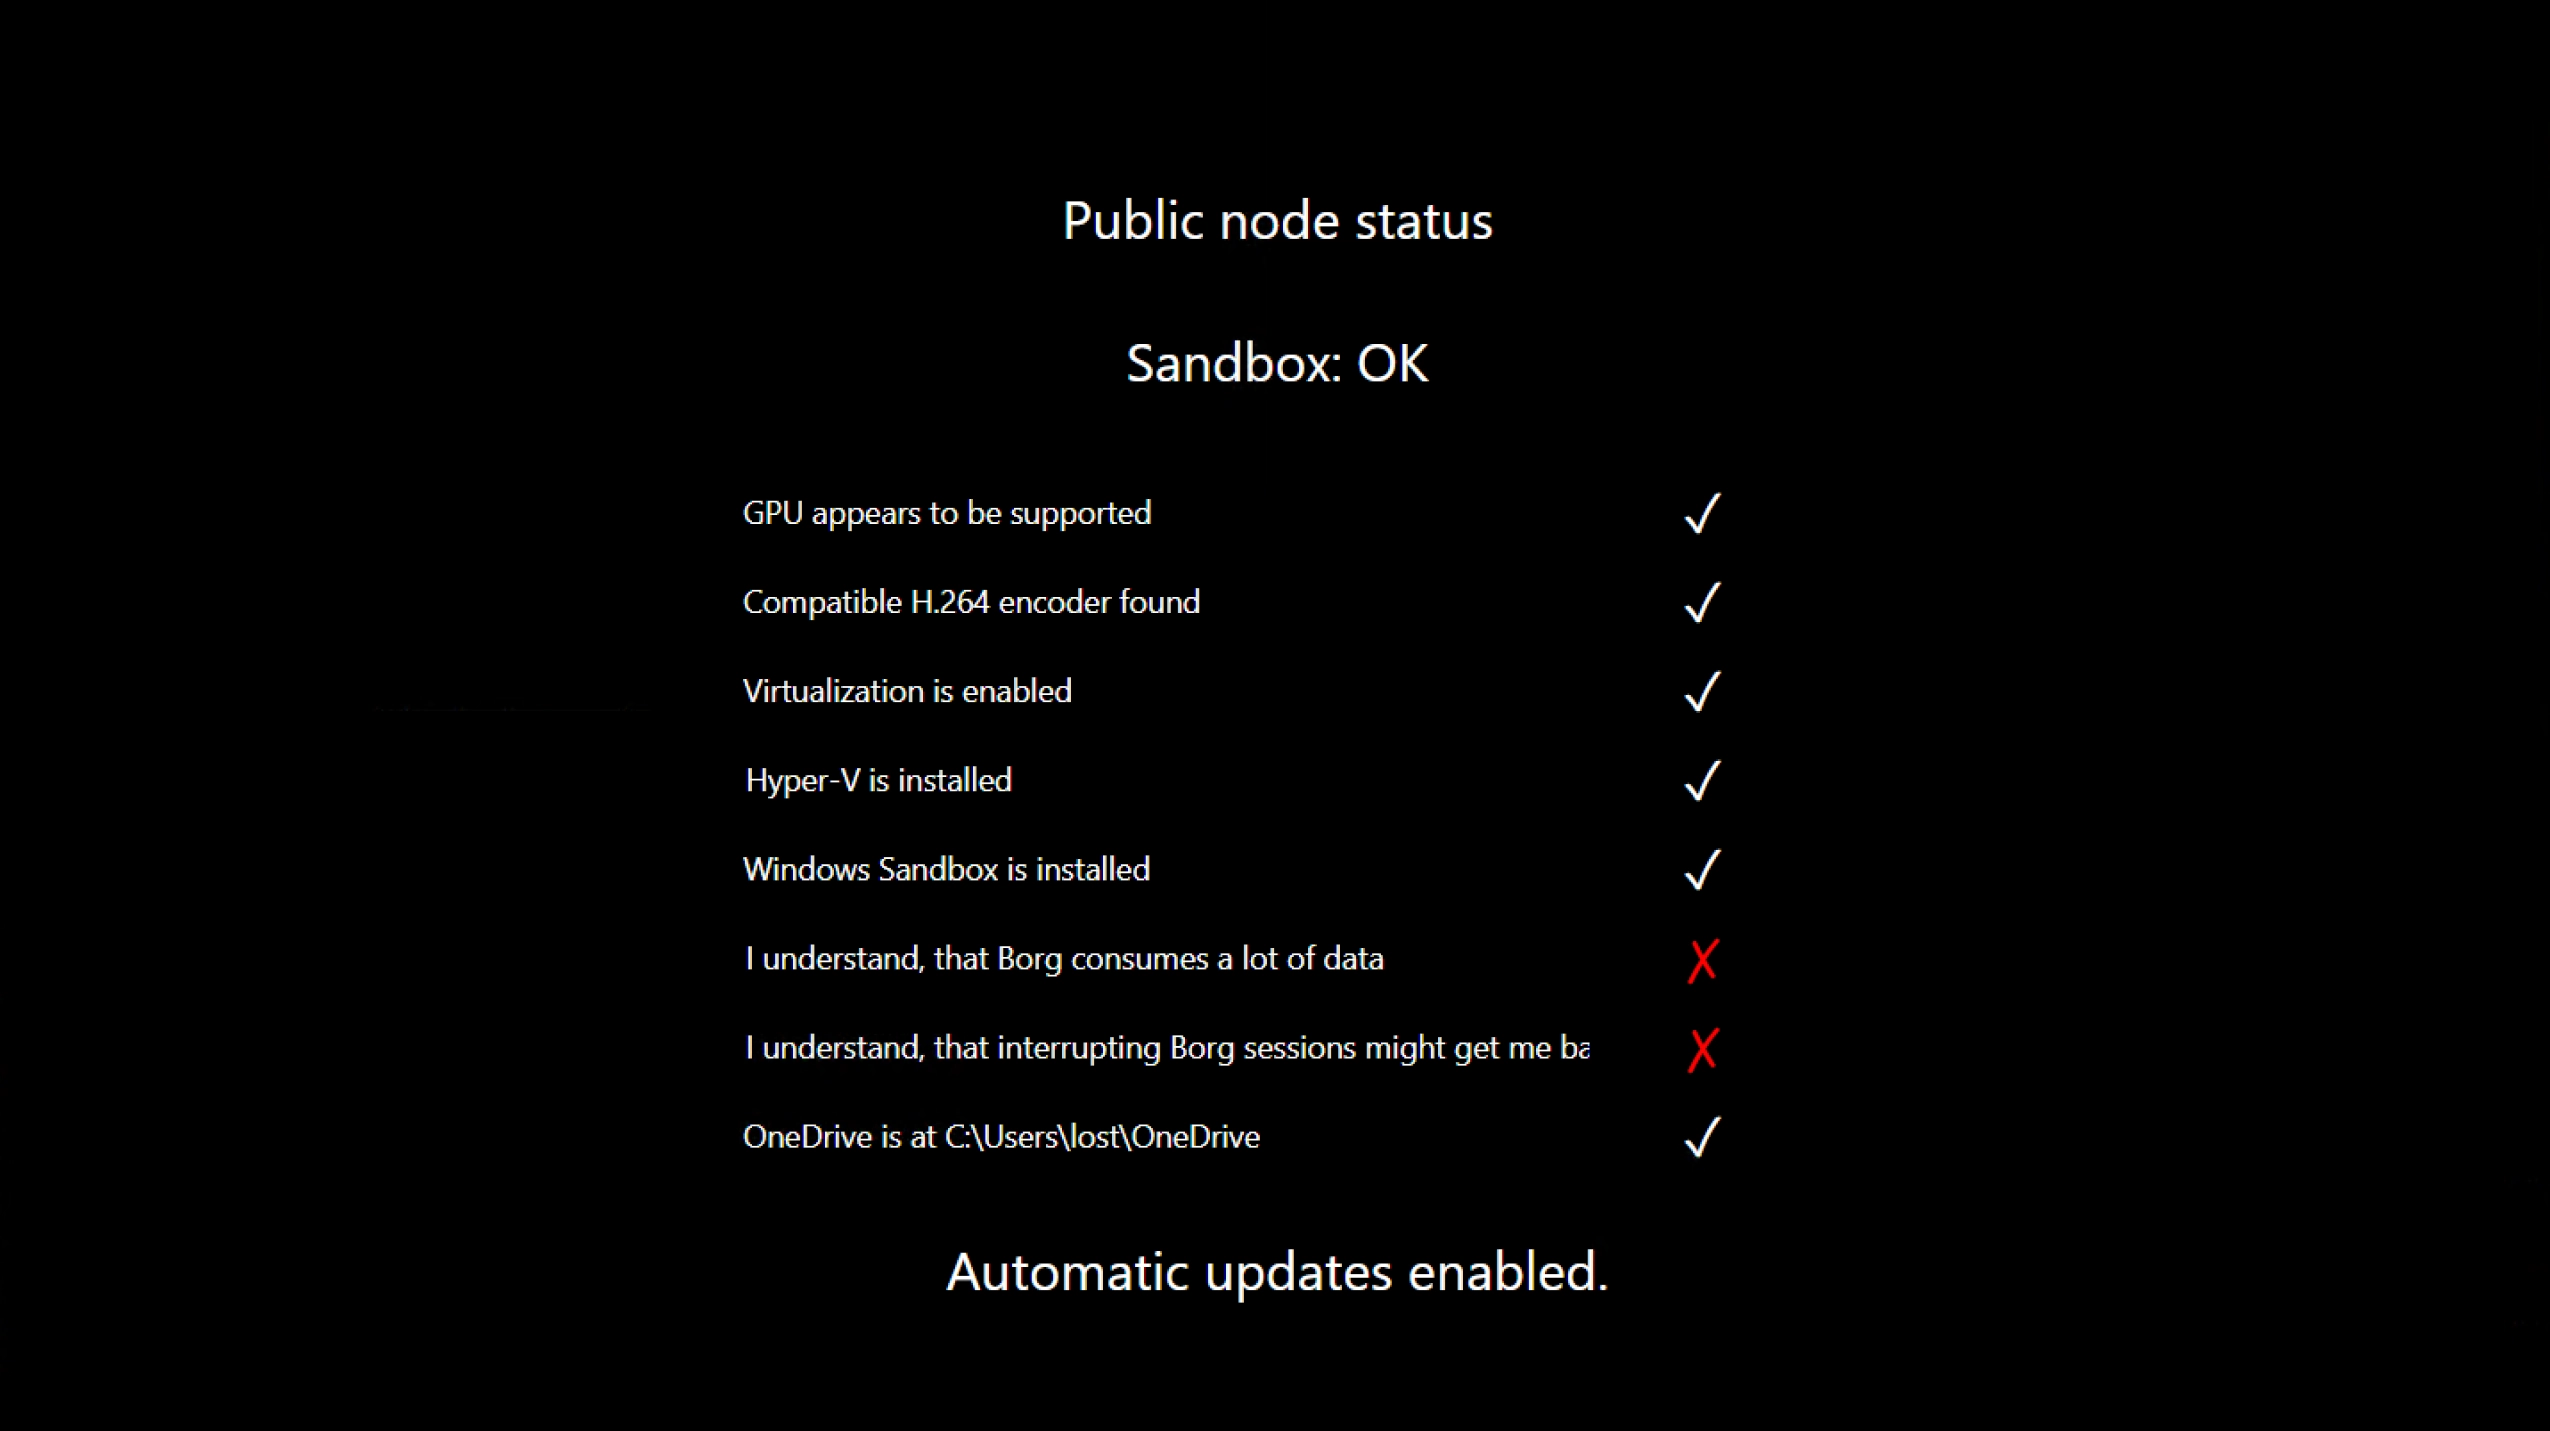 Public node status
Sandbox: OK
GPU appears to be supported ✓
Compatible H.264 encoder found ✓
Virtualization is enabled ✓
Hyper-V is installed ✓
Windows Sandbox is installed ✓
I understand, that Borg consumes a lot of data ✗
I understand, that interrupting Borg sessions might get me ba ✗
OneDrive is at C:\Users\lost\OneDrive ✓
Automatic updates enabled.